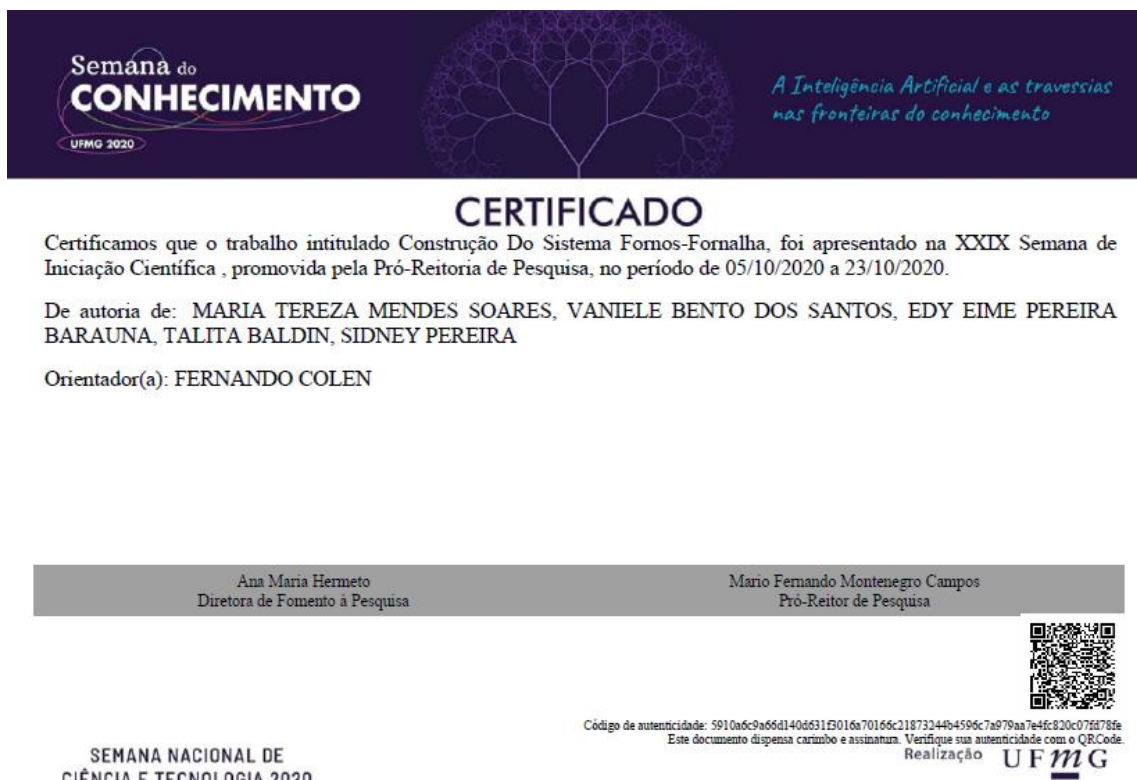 Semana do
CONHECIMENTO
UFMG 2020
A Inteligência Artificial e as travessias
nas fronteiras do conhecimento
CERTIFICADO
Certificamos que o trabalho intitulado Construção Do Sistema Fornos-Fornalha, foi apresentado na XXIX Semana de
Iniciação Científica , promovida pela Pró-Reitoria de Pesquisa, no período de 05/10/2020 a 23/10/2020.
De autoria de: MARIA TEREZA MENDES SOARES, VANIELE BENTO DOS SANTOS, EDY EIME PEREIRA
BARAUNA, TALITA BALDIN, SIDNEY PEREIRA
Orientador(a): FERNANDO COLEN
Ana Maria Hermeto
Diretora de Fomento à Pesquisa
Mario Fernando Montenegro Campos
Pró-Reitor de Pesquisa
Código de autenticidade: 5910a6c9a66d140d631f3016a70166c21873244b4596c7a979aa7e4fc820c07fd78fe
Este documento dispensa carimbo e assinatura. Verifique sua autenticidade com o QRCode.
SEMANA NACIONAL DE
CIÊNCIA E TECNOLOGIA 2020
Realização
UFMG